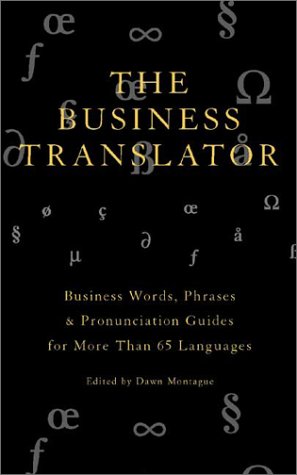 THE
BUSINESS
TRANSLATOR
Business Words, Phrases
& Pronunciation Guides
for More Than 65 Languages
Edited by Dawn Montague